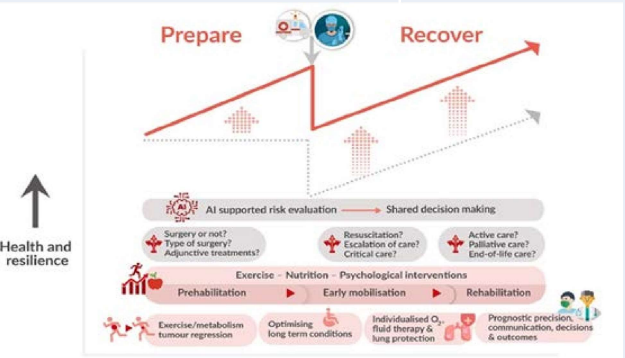 Prepare
Recover
Health and
resilience
AI
AI supported risk evaluation
Shared decision making
Surgery or not?
Type of surgery?
Adjunctive treatments?
Resuscitation?
Escalation of care?
Critical care?
Active care?
Palliative care?
End-of-life care?
Exercise – Nutrition – Psychological interventions
Prehabilitation
Early mobilisation
Rehabilitation
Exercise/metabolism
tumour regression
Optimising
long term conditions
Individualised O₂,
fluid therapy &
lung protection
Prognostic precision,
communication, decisions
& outcomes